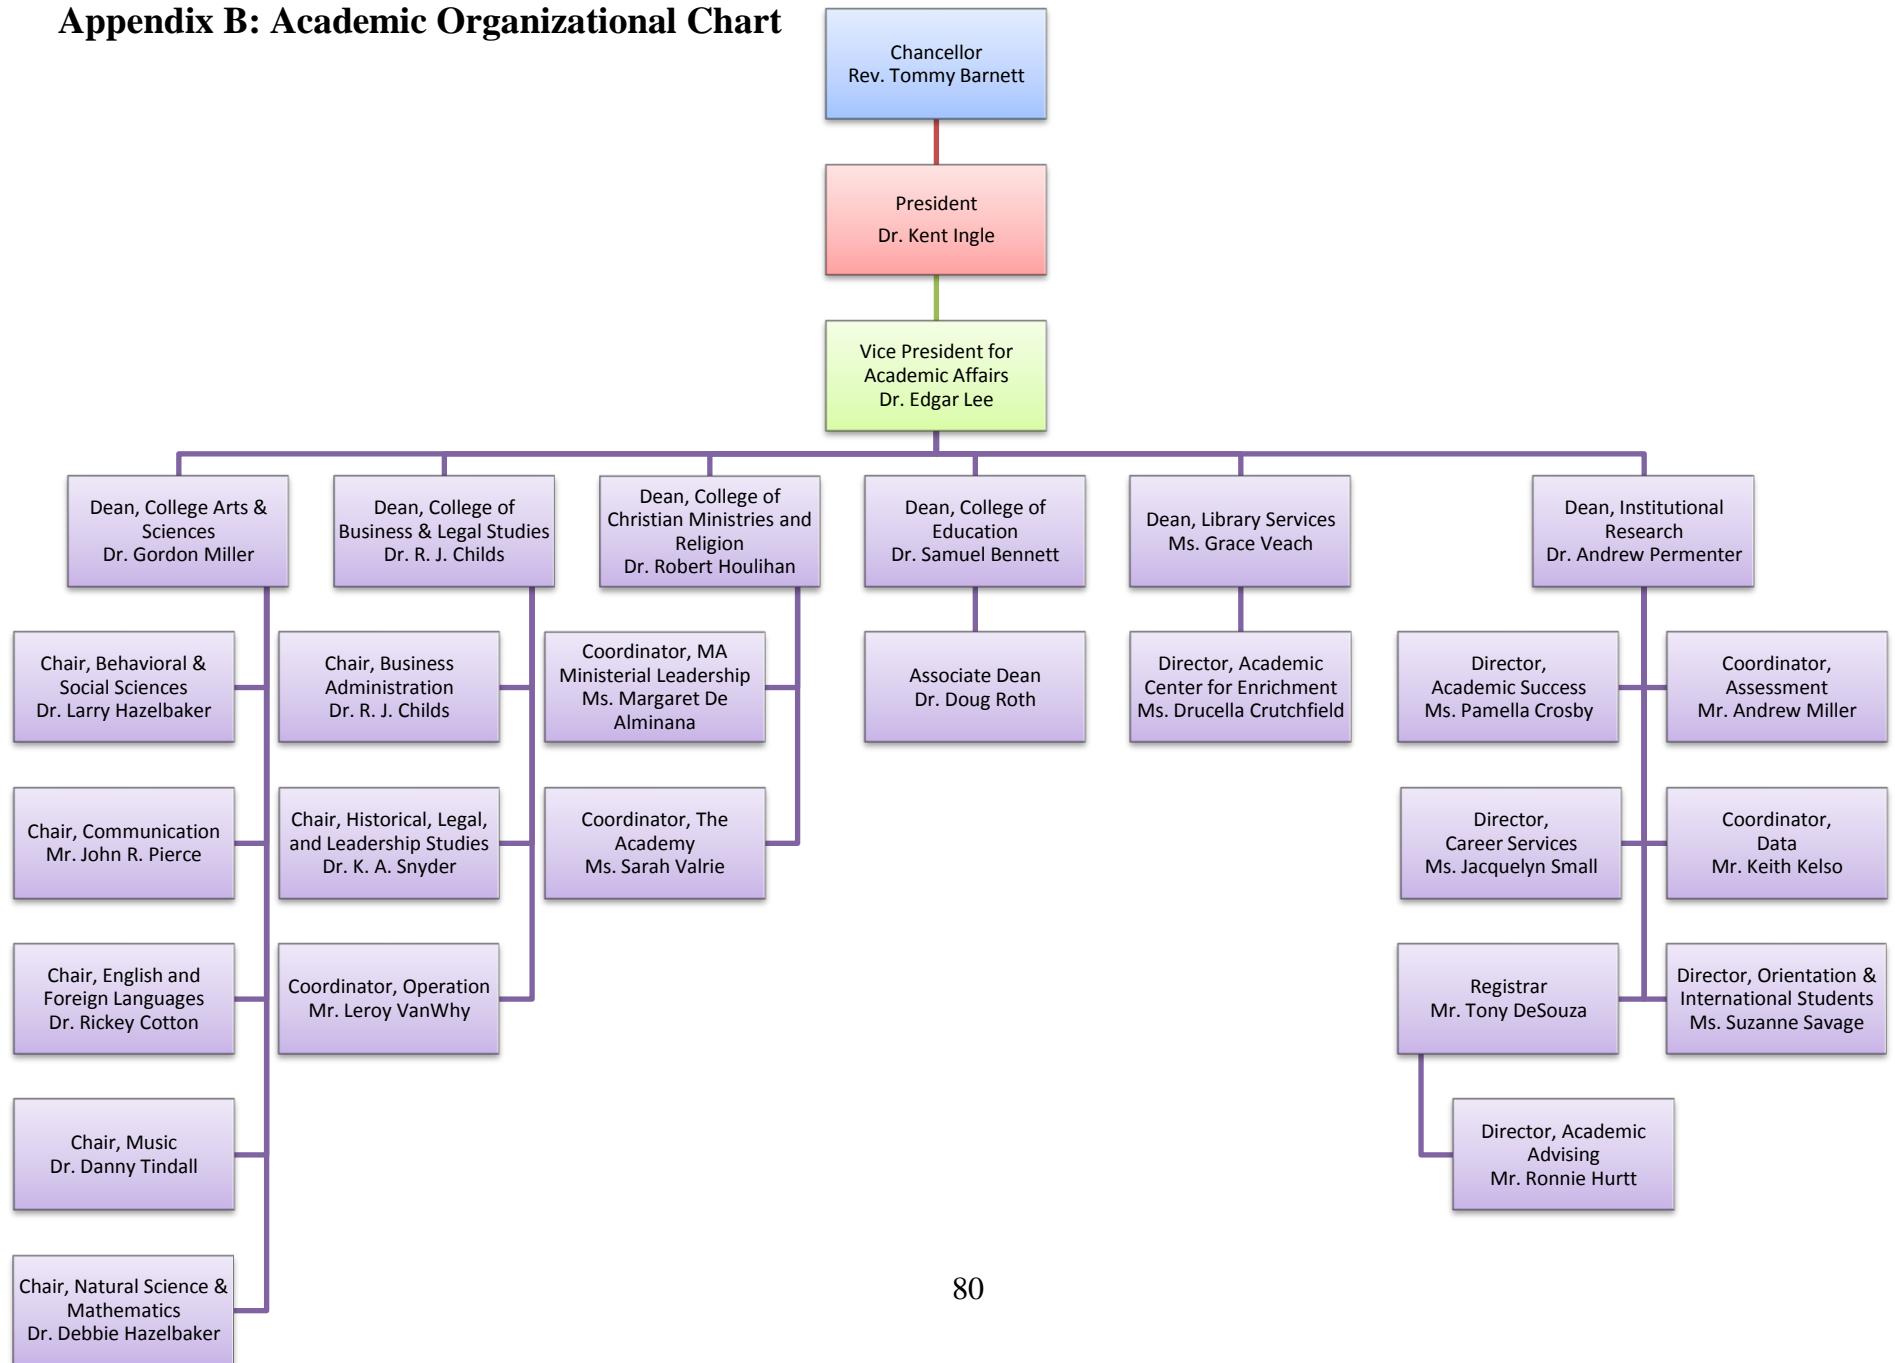 Appendix B: Academic Organizational Chart
Chancellor
Rev. Tommy Barnett
President
Dr. Kent Ingle
Vice President for
Academic Affairs
Dr. Edgar Lee
Dean, College Arts &
Sciences
Dr. Gordon Miller
Dean, College of
Business & Legal Studies
Dr. R. J. Childs
Dean, College of
Christian Ministries and
Religion
Dr. Robert Houlihan
Dean, College of
Education
Dr. Samuel Bennett
Dean, Library Services
Ms. Grace Veach
Dean, Institutional
Research
Dr. Andrew Permenter
Chair, Behavioral &
Social Sciences
Dr. Larry Hazelbaker
Chair, Business
Administration
Dr. R. J. Childs
Coordinator, MA
Ministerial Leadership
Ms. Margaret De
Alminana
Associate Dean
Dr. Doug Roth
Director, Academic
Center for Enrichment
Ms. Drucella Crutchfield
Director,
Academic Success
Ms. Pamella Crosby
Coordinator,
Assessment
Mr. Andrew Miller
Chair, Communication
Mr. John R. Pierce
Chair, Historical, Legal,
and Leadership Studies
Dr. K. A. Snyder
Coordinator, The
Academy
Ms. Sarah Valrie
Director,
Career Services
Ms. Jacquelyn Small
Coordinator,
Data
Mr. Keith Kelso
Chair, English and
Foreign Languages
Dr. Rickey Cotton
Coordinator, Operation
Mr. Leroy VanWhy
Registrar
Mr. Tony DeSouza
Director, Orientation &
International Students
Ms. Suzanne Savage
Chair, Music
Dr. Danny Tindall
Director, Academic
Advising
Mr. Ronnie Hurtt
Chair, Natural Science &
Mathematics
Dr. Debbie Hazelbaker
80